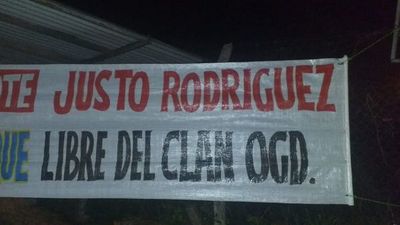 JUSTO RODRIGUEZ
LIBRE DEL CLAN OGD.